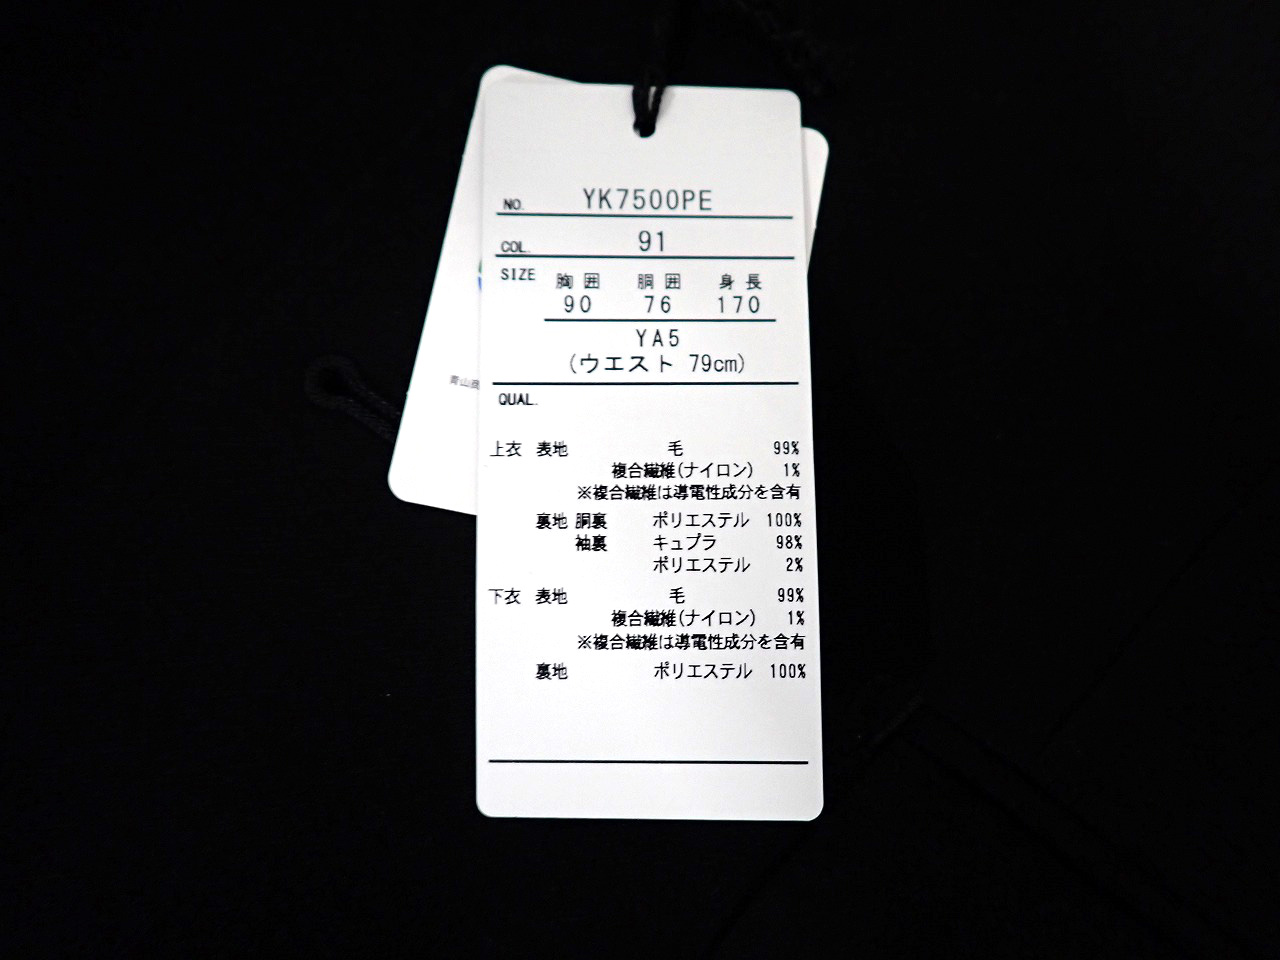 NO. YK7500PE
COL. 91
SIZE 胸囲 胴囲 身長
90 76 170
YA5
(ウエスト 79cm)
QUAL.
上衣 表地 毛 99%
複合繊維(ナイロン) 1%
※複合繊維は導電性成分を含有
裏地 胴裏 ポリエステル 100%
袖裏 キュプラ 98%
ポリエステル 2%
下衣 表地 毛 99%
複合繊維(ナイロン) 1%
※複合繊維は導電性成分を含有
裏地 ポリエステル 100%
青山商